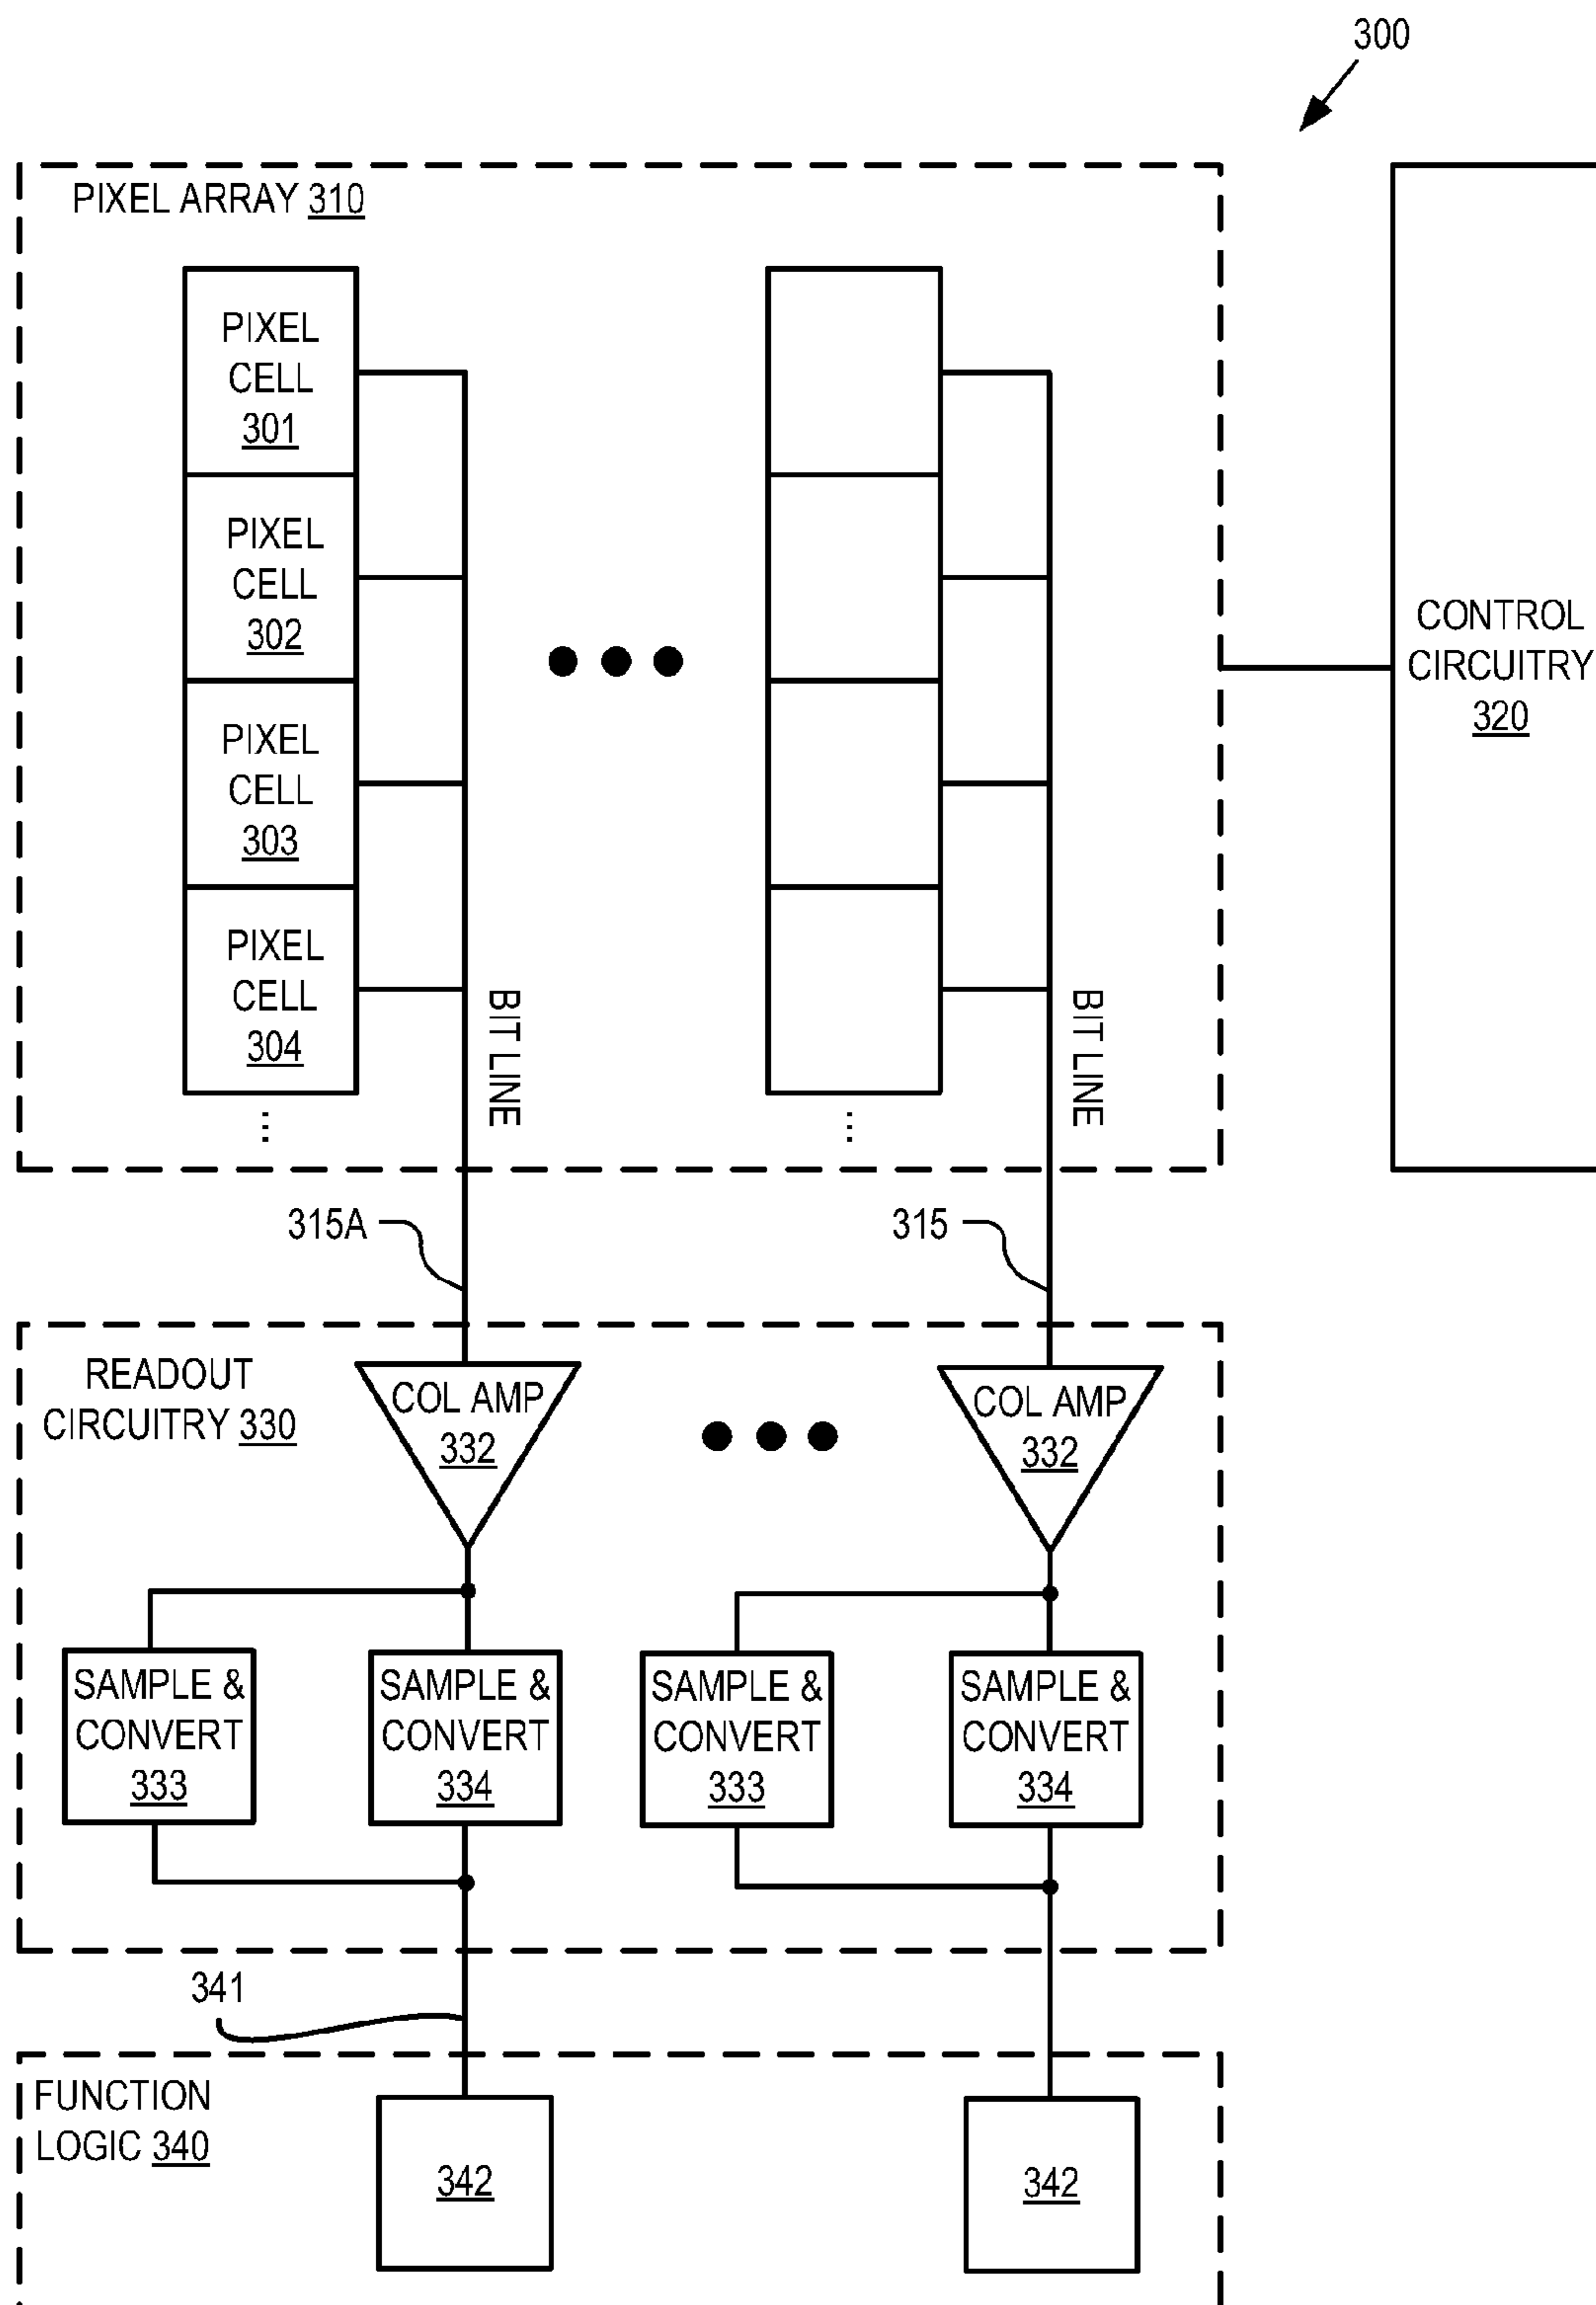 300
PIXEL ARRAY 310
PIXEL
CELL
301
PIXEL
CELL
302
PIXEL
CELL
303
PIXEL
CELL
304
...
...
BIT LINE
BIT LINE
CONTROL
CIRCUITRY
320
315A
315
READOUT
CIRCUITRY 330
COL AMP
332
COL AMP
332
SAMPLE &
CONVERT
333
SAMPLE &
CONVERT
334
SAMPLE &
CONVERT
333
SAMPLE &
CONVERT
334
341
FUNCTION
LOGIC 340
342
342